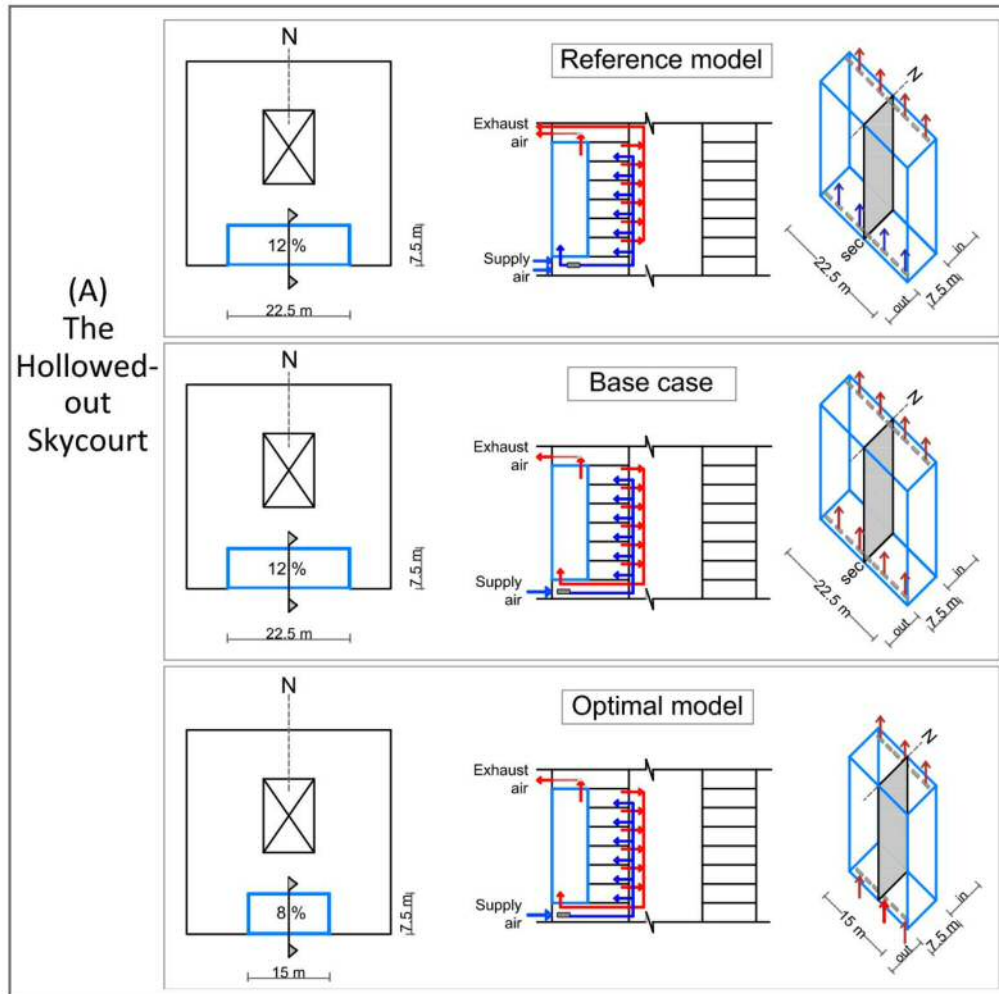 (A)
The
Hollowed-
out
Skycourt
N
12 %
7.5 m
22.5 m
Reference model
Exhaust
air
Supply
air
N
sec
in
out
22.5 m
7.5 m
N
12 %
7.5 m
22.5 m
Base case
Exhaust
air
Supply
air
N
sec
in
out
22.5 m
7.5 m
N
8 %
7.5 m
15 m
Optimal model
Exhaust
air
Supply
air
N
sec
in
out
15 m
7.5 m